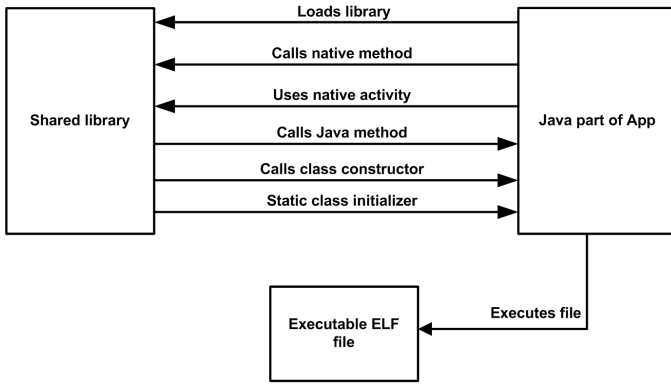 Loads library
Calls native method
Uses native activity
Shared library
Java part of App
Calls Java method
Calls class constructor
Static class initializer
Executes file
Executable ELF
file